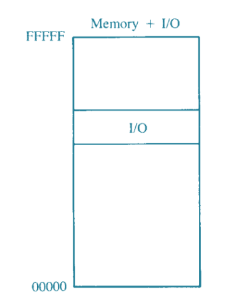 Memory + I/O
FFFFF
I/O
00000